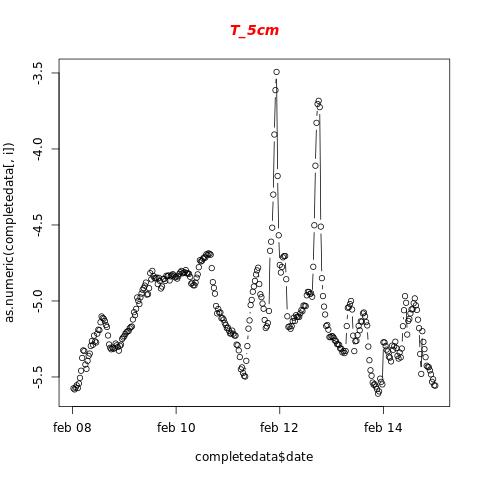 T_5cm
as.numeric(completedata[, i])
-3.5
-4.0
-4.5
-5.0
-5.5
feb 08
feb 10
feb 12
feb 14
completedata$date